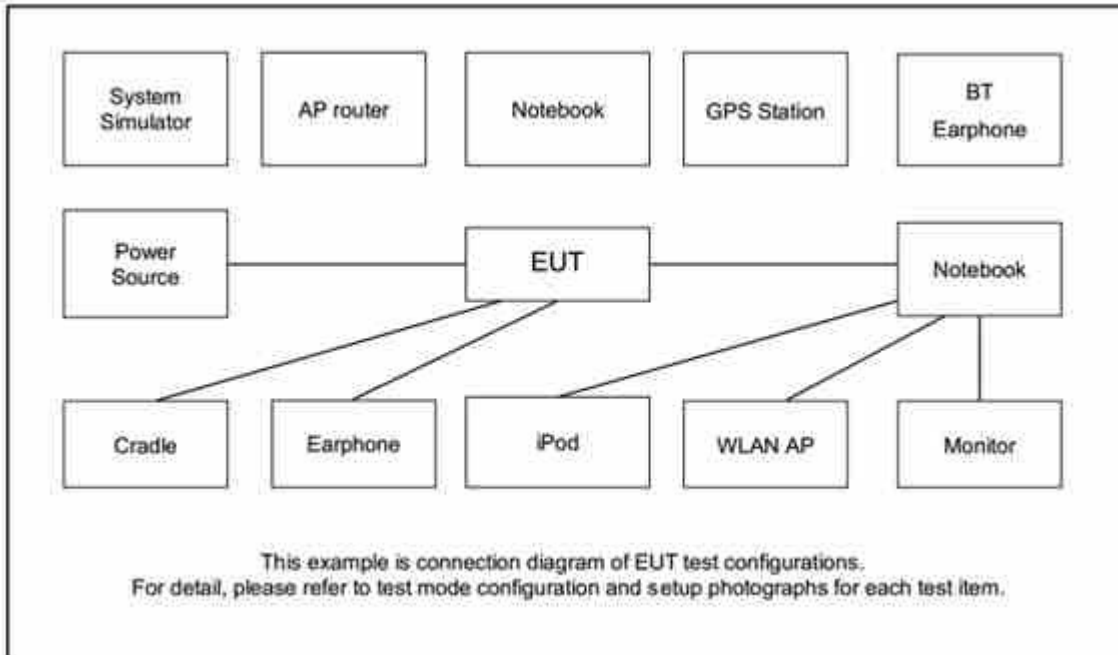 System
Simulator
AP router
Notebook
GPS Station
BT
Earphone
Power
Source
EUT
Notebook
Cradle
Earphone
iPod
WLAN AP
Monitor
This example is connection diagram of EUT test configurations.
For detail, please refer to test mode configuration and setup photographs for each test item.